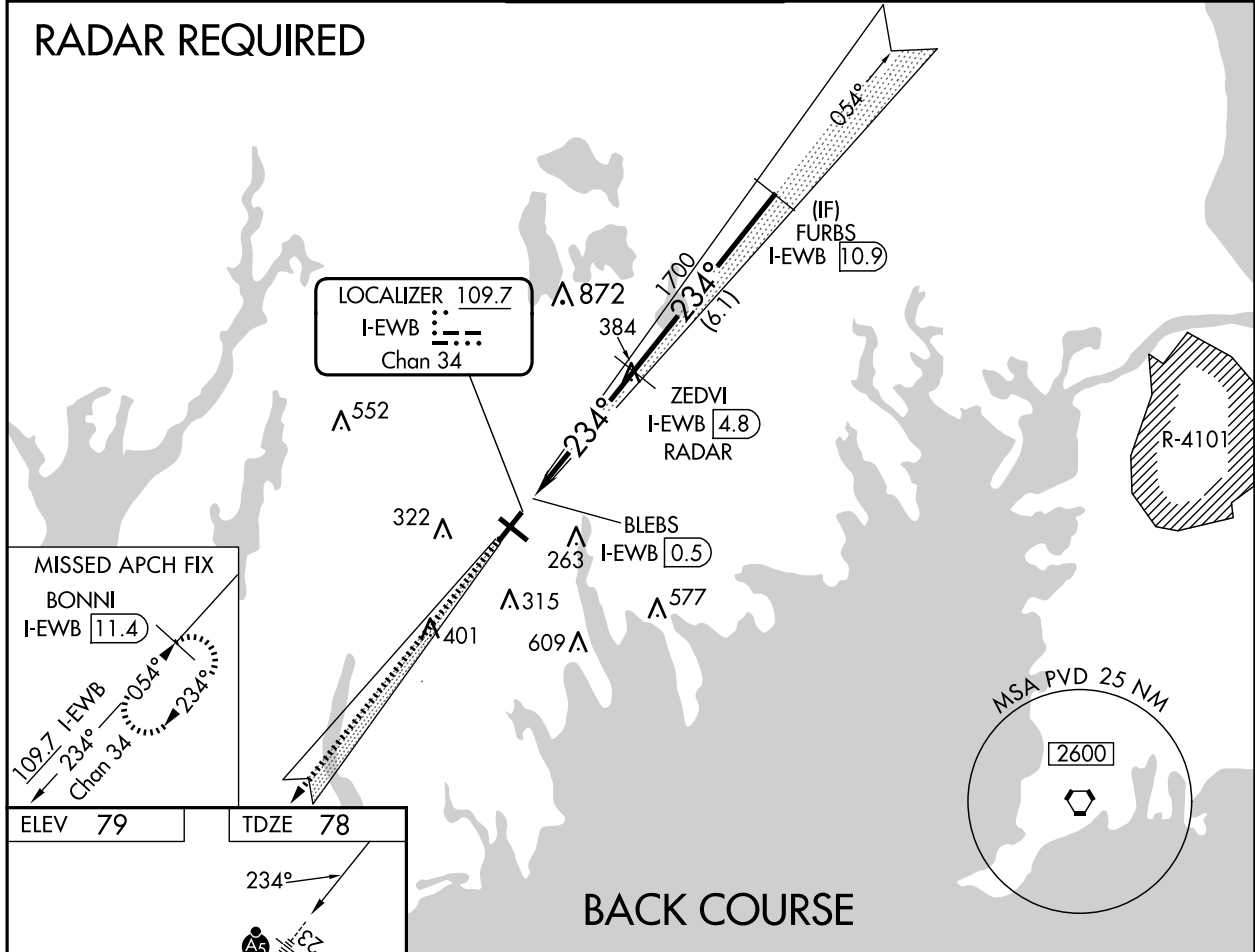 RADAR REQUIRED
054°
(IF)
FURBS
I-EWB 10.9
1700
234°
(6.1)
LOCALIZER 109.7
I-EWB
Chan 34
872
384
ZEDVI
I-EWB 4.8
RADAR
552
234°
R-4101
322
BLEBS
I-EWB 0.5
263
315
577
401
609
MISSED APCH FIX
BONNI
I-EWB 11.4
054°
234°
109.7 I-EWB
234°
Chan 34
MSA PVD 25 NM
2600
ELEV 79
TDZE 78
234°
A5
23
BACK COURSE